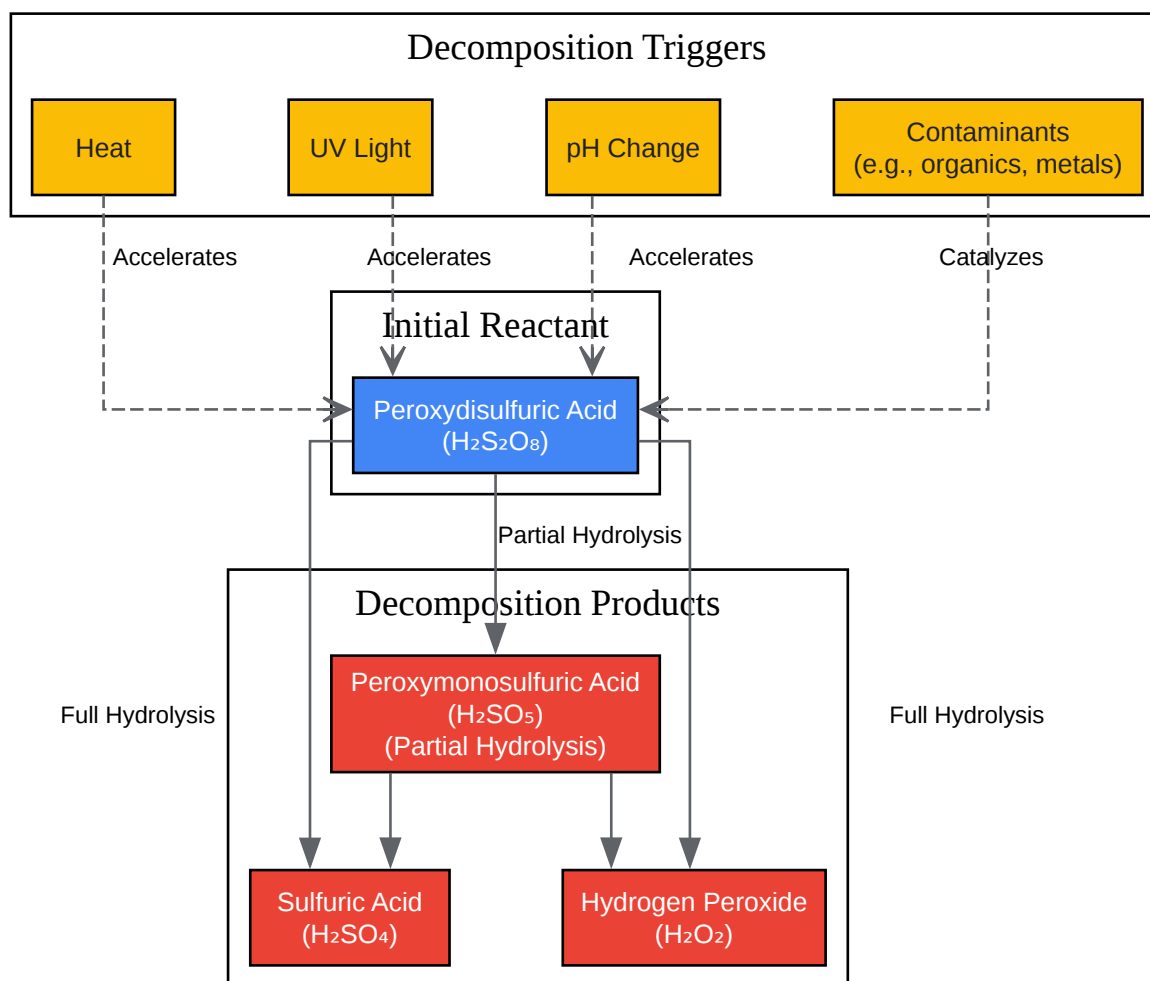 Decomposition Triggers
Heat
UV Light
pH Change
Contaminants
(e.g., organics, metals)
Accelerates
Accelerates
Accelerates
Catalyzes
Initial Reactant
Peroxydisulfuric Acid
(H₂S₂O₈)
Partial Hydrolysis
Decomposition Products
Peroxymonosulfuric Acid
(H₂SO₅)
(Partial Hydrolysis)
Full Hydrolysis
Full Hydrolysis
Sulfuric Acid
(H₂SO₄)
Hydrogen Peroxide
(H₂O₂)